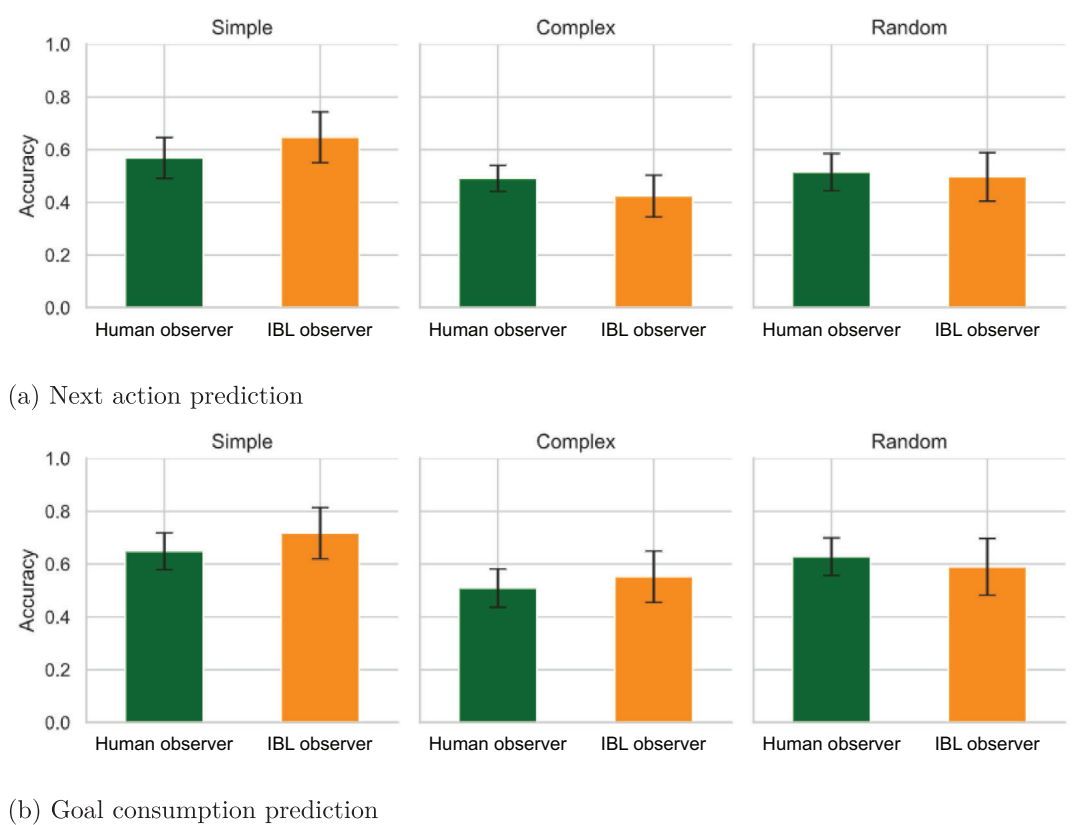 Simple Complex Random
1.0
0.8
0.6
0.4
0.2
0.0
Accuracy
Human observer IBL observer Human observer IBL observer Human observer IBL observer
(a) Next action prediction
Simple Complex Random
1.0
0.8
0.6
0.4
0.2
0.0
Accuracy
Human observer IBL observer Human observer IBL observer Human observer IBL observer
(b) Goal consumption prediction